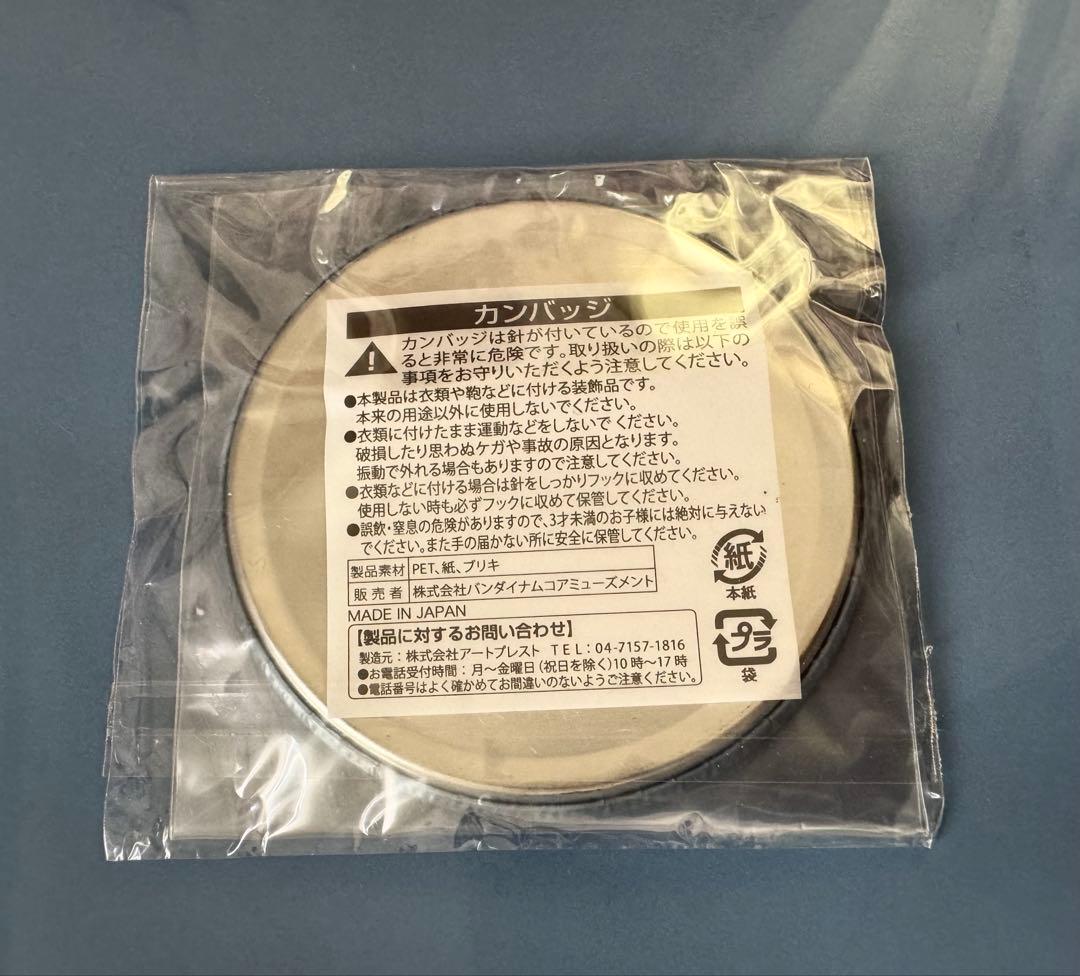 カンバッジ
カンバッジは針が付いているので使用を誤
ると非常に危険です。取り扱いの際は以下の
事項をお守りいただくよう注意してください。
●本製品は衣類や鞄などに付ける装飾品です。
本来の用途以外に使用しないでください。
●衣類に付けたまま運動などをしないで ください。
破損したり思わぬケガや事故の原因となります。
振動で外れる場合もありますので注意してください。
●衣類などに付ける場合は針をしっかりフックに収めてください。
使用しない時も必ずフックに収めて保管してください。
●誤飲・窒息の危険がありますので、3才未満のお子様には絶対に与えない
でください。また手の届かない所に安全に保管してください。
製品素材 PET、紙、ブリキ
販売者 株式会社バンダイナムコアミューズメント
MADE IN JAPAN
【製品に対するお問い合わせ】
製造元：株式会社アートプレスト TEL：04-7157-1816
●お電話受付時間：月～金曜日（祝日を除く）10時～17時
●電話番号はよく確かめてお間違いのないようご注意ください。
紙
本紙
プラ
袋